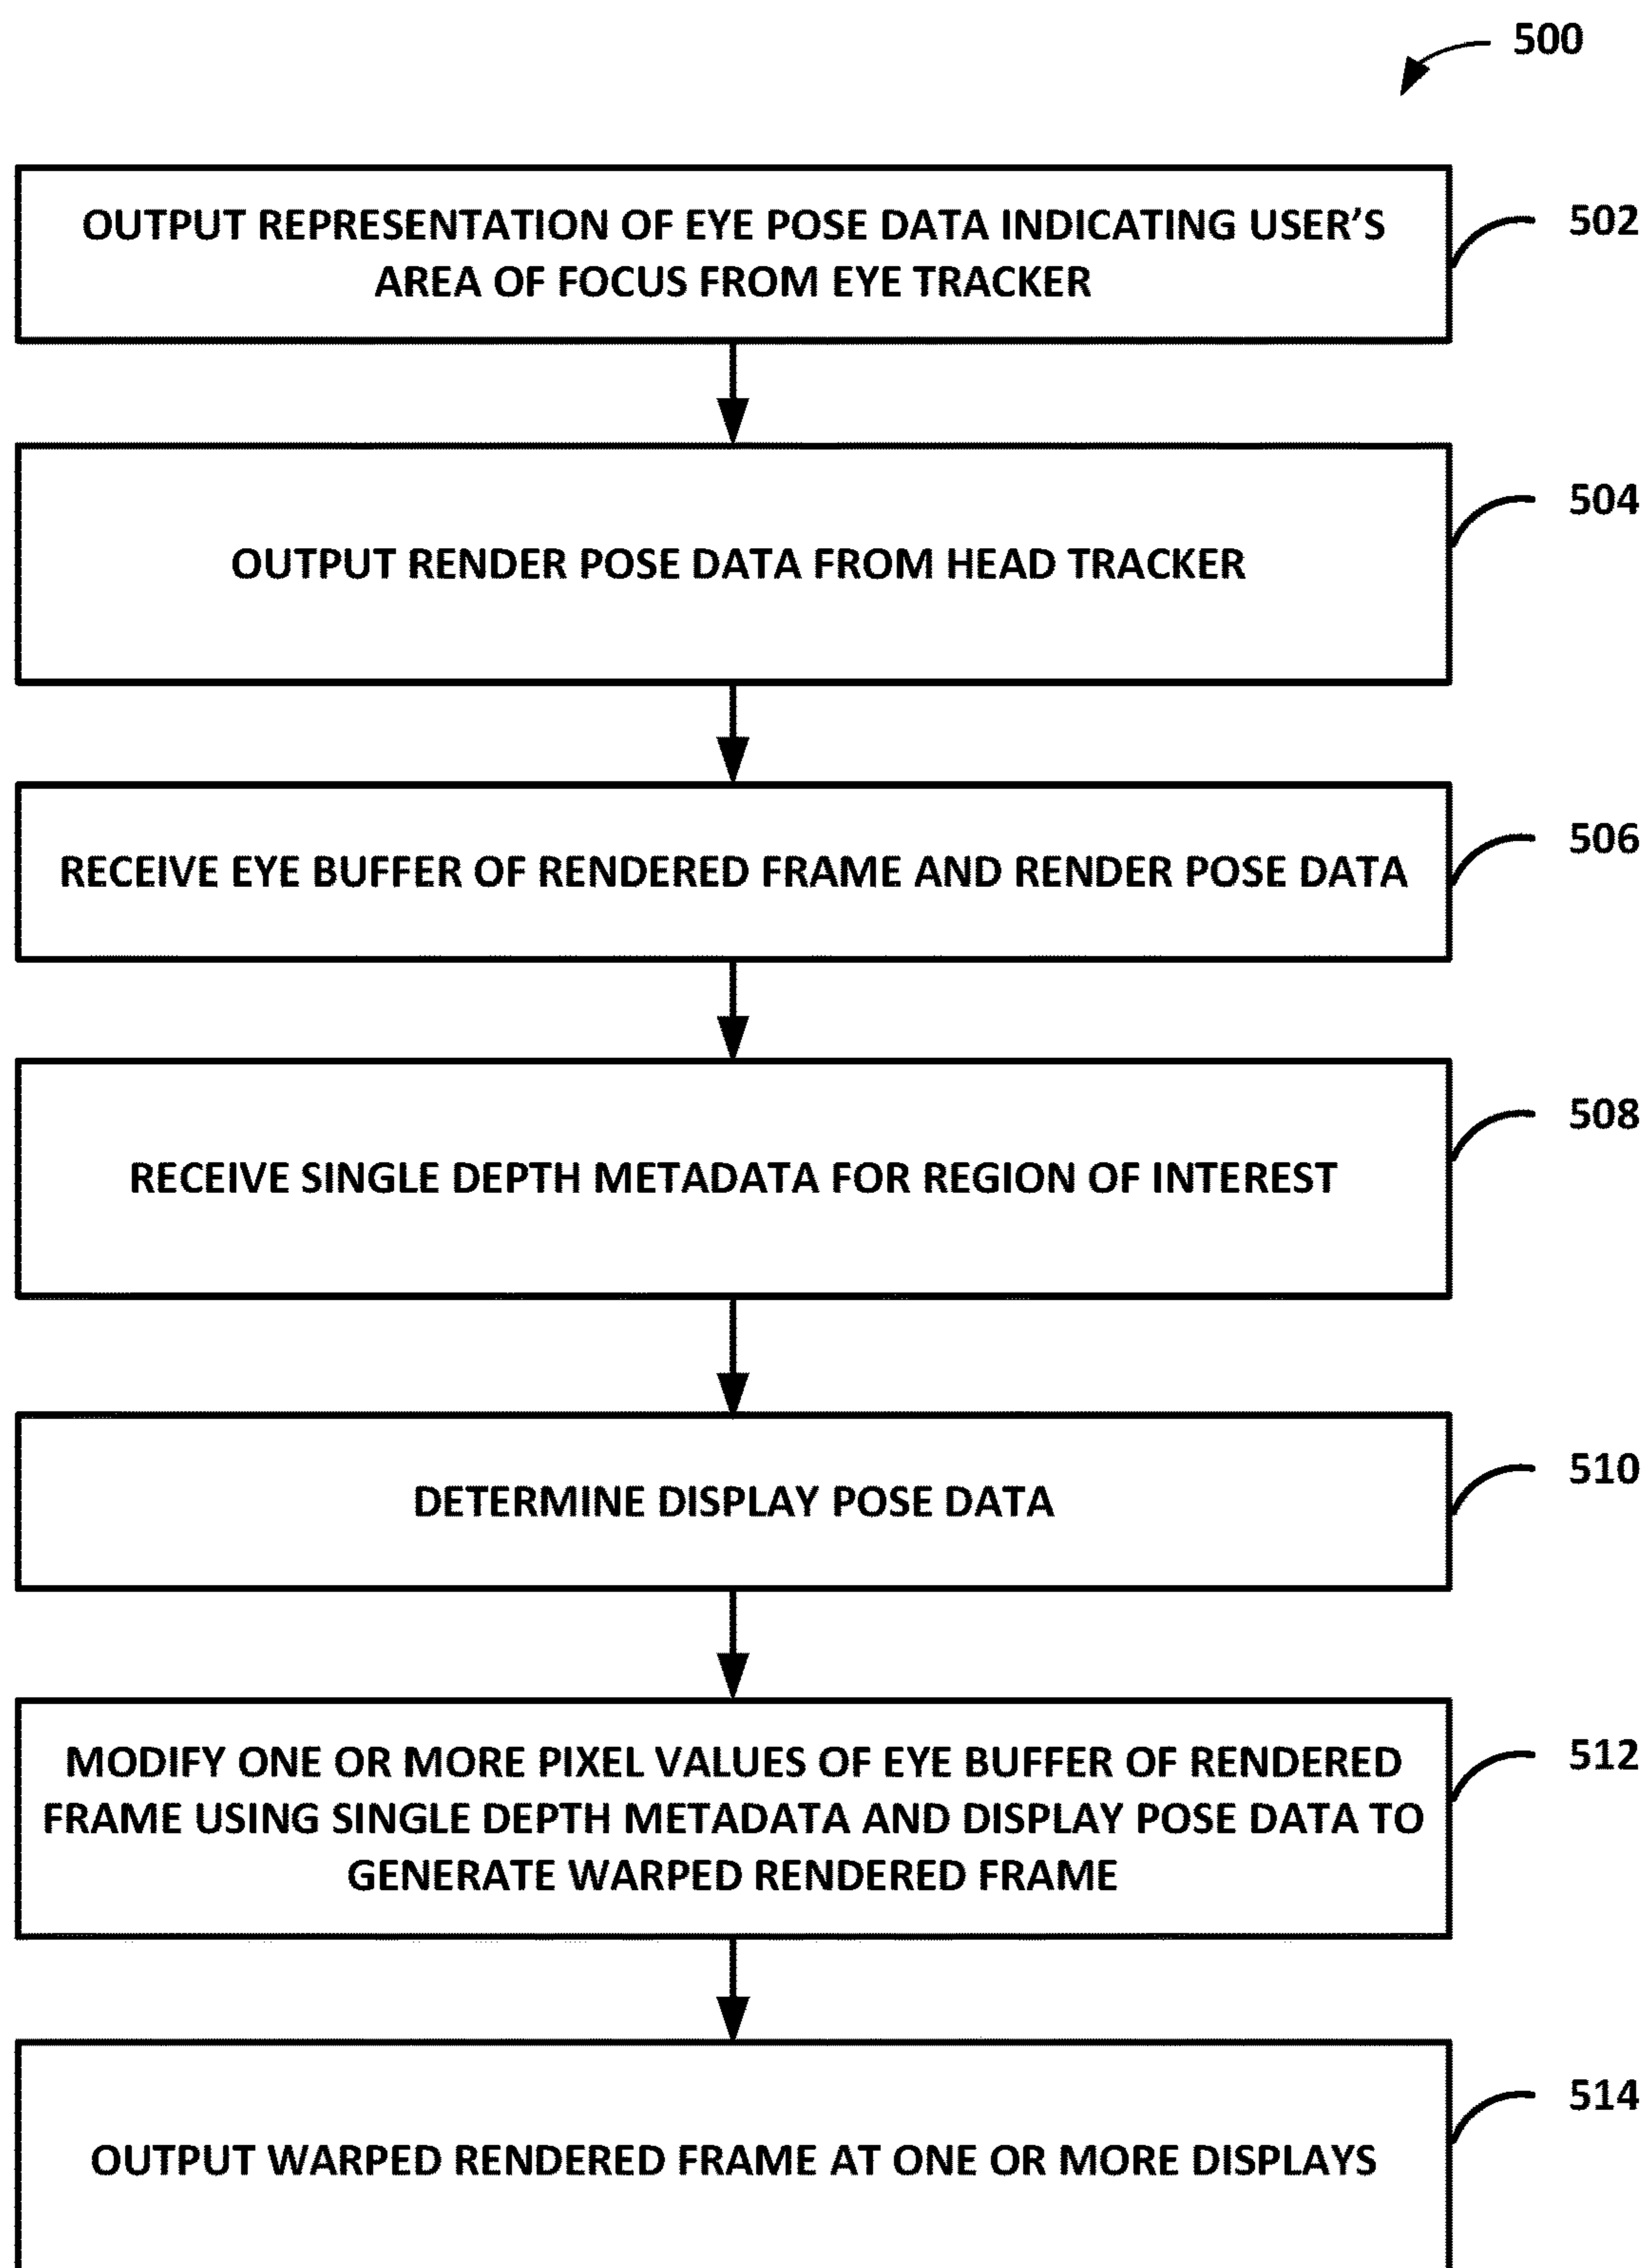 500
OUTPUT REPRESENTATION OF EYE POSE DATA INDICATING USER'S
AREA OF FOCUS FROM EYE TRACKER
502
OUTPUT RENDER POSE DATA FROM HEAD TRACKER
504
RECEIVE EYE BUFFER OF RENDERED FRAME AND RENDER POSE DATA
506
RECEIVE SINGLE DEPTH METADATA FOR REGION OF INTEREST
508
DETERMINE DISPLAY POSE DATA
510
MODIFY ONE OR MORE PIXEL VALUES OF EYE BUFFER OF RENDERED
FRAME USING SINGLE DEPTH METADATA AND DISPLAY POSE DATA TO
GENERATE WARPED RENDERED FRAME
512
OUTPUT WARPED RENDERED FRAME AT ONE OR MORE DISPLAYS
514